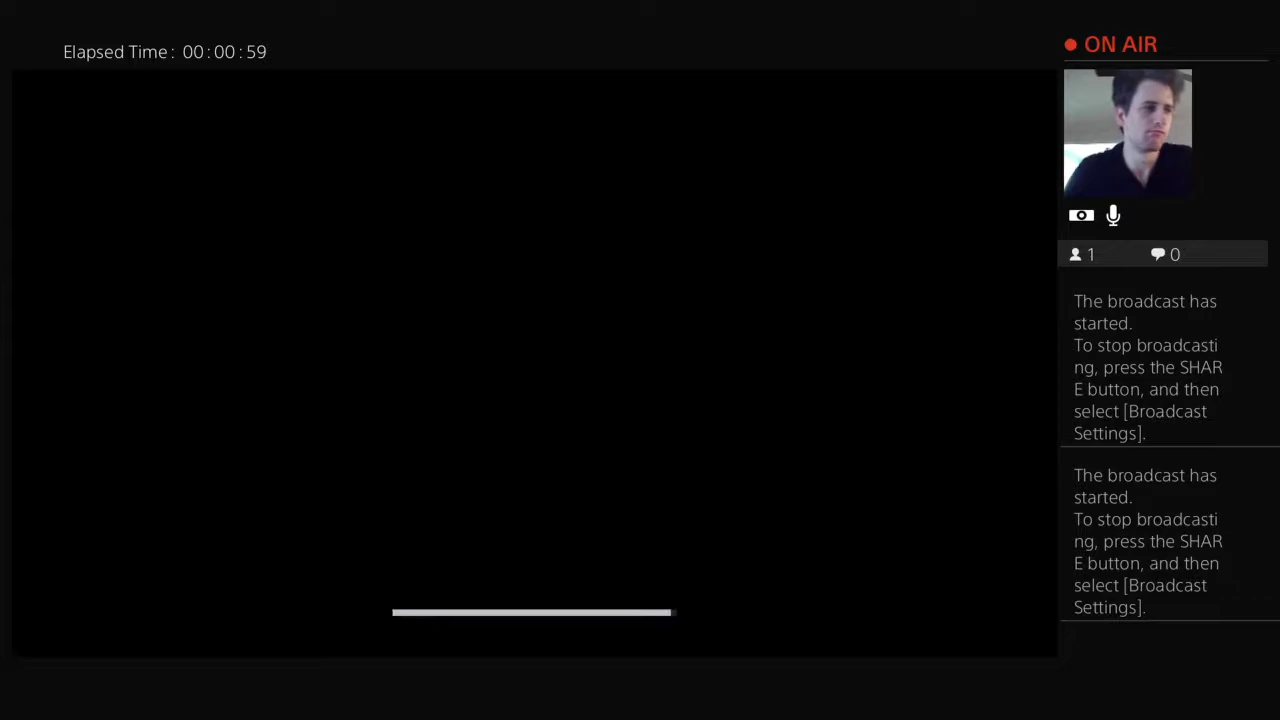 Elapsed Time: 00:00:59
ON AIR
1 0
The broadcast has
started.
To stop broadcasti
ng, press the SHAR
E button, and then
select [Broadcast
Settings].
The broadcast has
started.
To stop broadcasti
ng, press the SHAR
E button, and then
select [Broadcast
Settings].